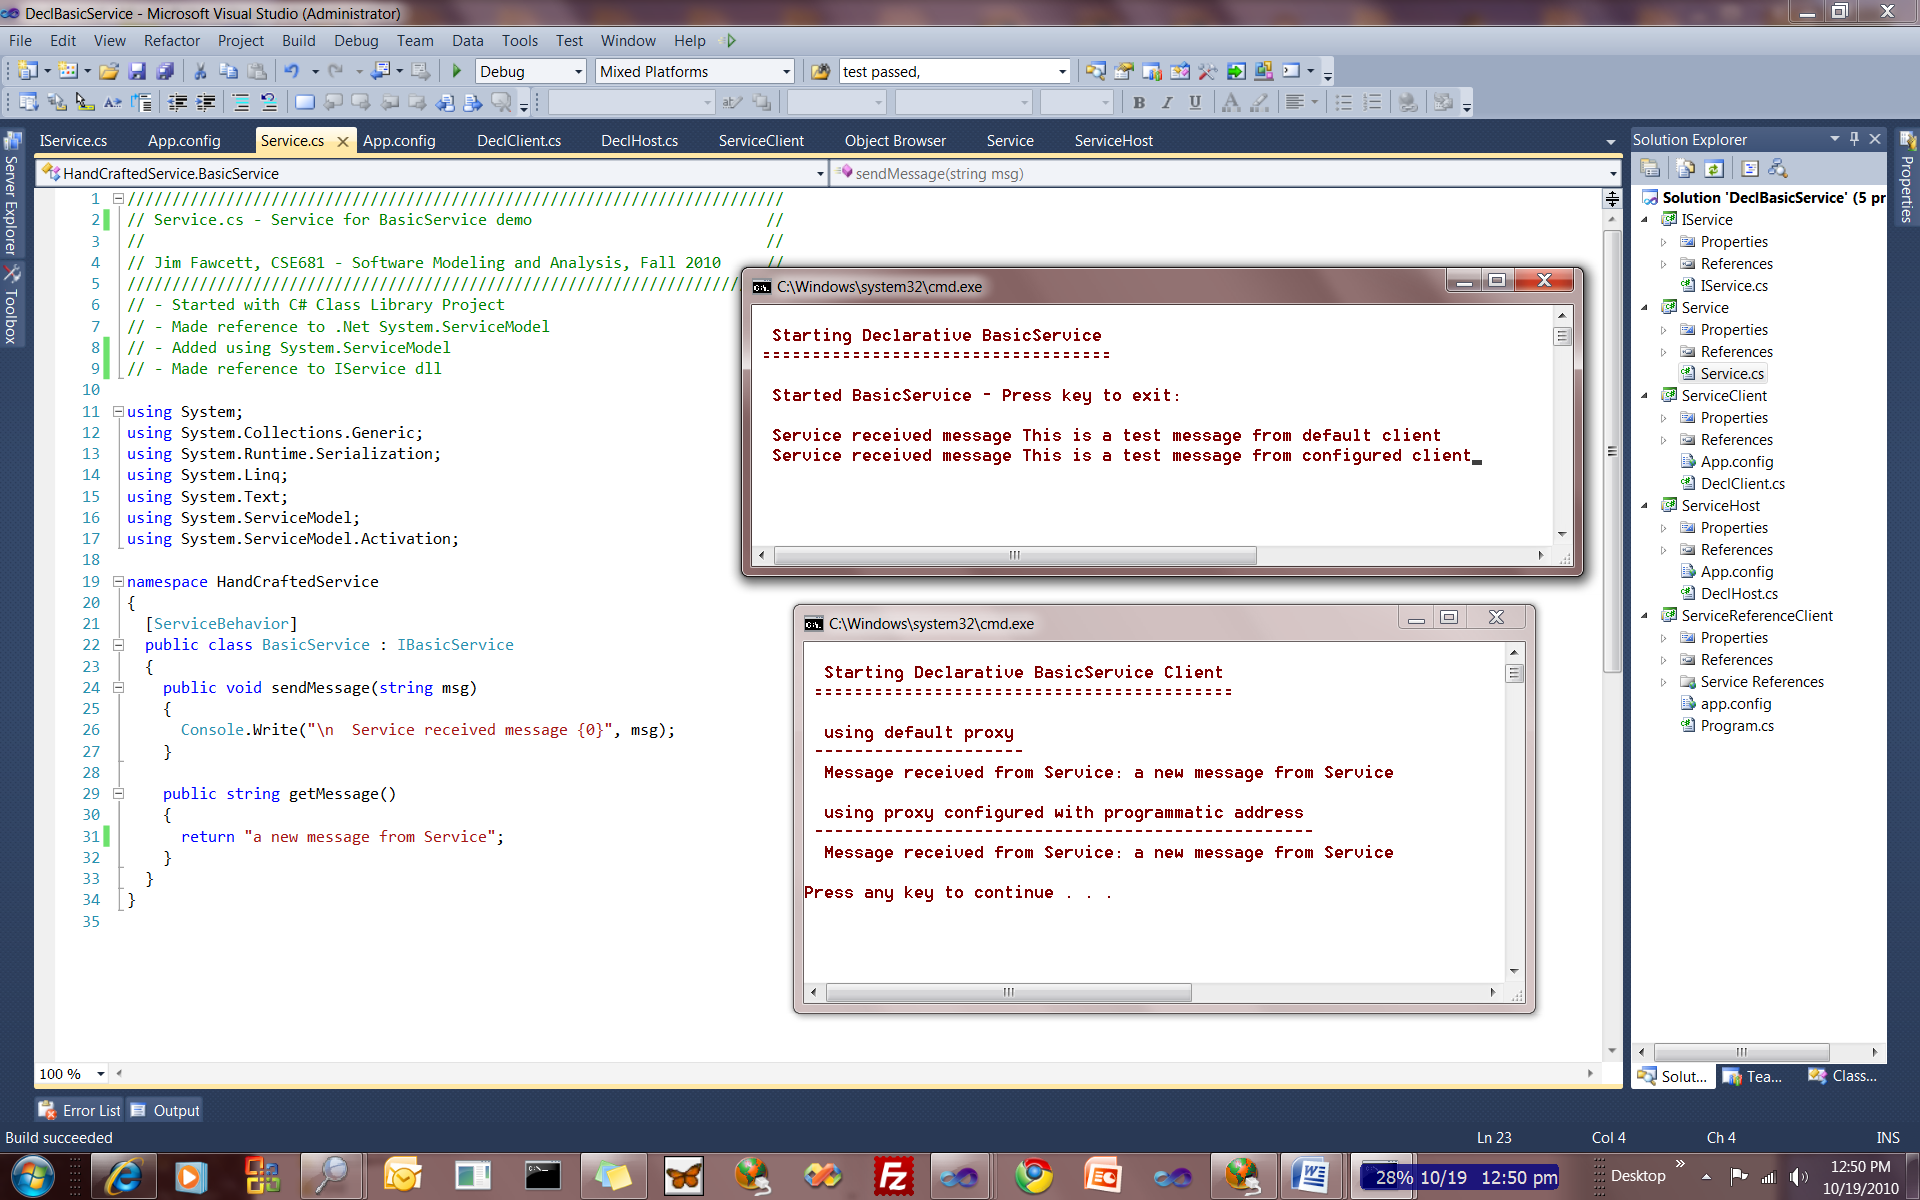 DeclBasicService - Microsoft Visual Studio (Administrator)
File Edit View Refactor Project Build Debug Team Data Tools Test Window Help
Debug Mixed Platforms test passed,
IService.cs App.config Service.cs App.config DeclClient.cs DeclHost.cs ServiceClient Object Browser Service ServiceHost
HandCraftedService.BasicService sendMessage(string msg)
Server Explorer
Toolbox
1 /////////////////////////////////////////////////////////////////////////
2 // Service.cs - Service for BasicService demo //
3 // //
4 // Jim Fawcett, CSE681 - Software Modeling and Analysis, Fall 2010 //
5 ////////////////////////////////////////////////////////////////////
6 // - Started with C# Class Library Project
7 // - Made reference to .Net System.ServiceModel
8 // - Added using System.ServiceModel
9 // - Made reference to IService dll
10
11 using System;
12 using System.Collections.Generic;
13 using System.Runtime.Serialization;
14 using System.Linq;
15 using System.Text;
16 using System.ServiceModel;
17 using System.ServiceModel.Activation;
18
19 namespace HandCraftedService
20 {
21 [ServiceBehavior]
22 public class BasicService : IBasicService
23 {
24 public void sendMessage(string msg)
25 {
26 Console.Write("\n  Service received message {0}", msg);
27 }
28
29 public string getMessage()
30 {
31 return "a new message from Service";
32 }
33 }
34 }
35
100 %
C:\Windows\system32\cmd.exe
Starting Declarative BasicService
===================================
Started BasicService - Press key to exit:
Service received message This is a test message from default client
Service received message This is a test message from configured client_
C:\Windows\system32\cmd.exe
Starting Declarative BasicService Client
==========================================
using default proxy
---------------------
Message received from Service: a new message from Service
using proxy configured with programmatic address
--------------------------------------------------
Message received from Service: a new message from Service
Press any key to continue . . .
Solution Explorer
Solution 'DeclBasicService' (5 pr
IService
Properties
References
IService.cs
Service
Properties
References
Service.cs
ServiceClient
Properties
References
App.config
DeclClient.cs
ServiceHost
Properties
References
App.config
DeclHost.cs
ServiceReferenceClient
Properties
References
Service References
app.config
Program.cs
Solut... Tea... Class...
Properties
Error List Output
Build succeeded Ln 23 Col 4 Ch 4 INS
28% 10/19 12:50 pm Desktop 12:50 PM
10/19/2010